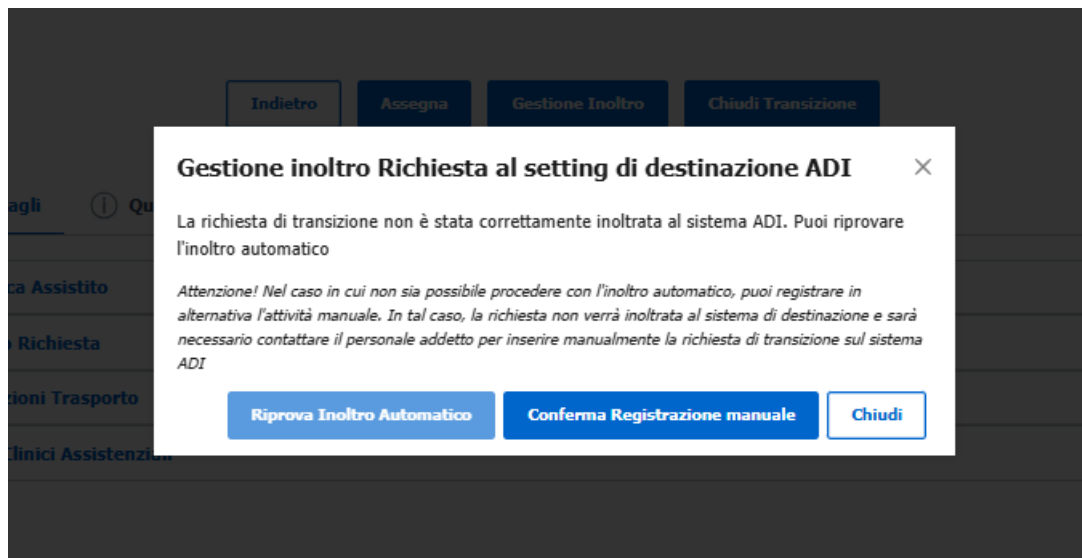 Indietro
Assegna
Gestione Inoltro
Chiudi Transizione
Gestione inoltro Richiesta al setting di destinazione ADI
agli
Qu
La richiesta di transizione non è stata correttamente inoltrata al sistema ADI. Puoi riprovare
l'inoltro automatico
ca Assistito
Attenzione! Nel caso in cui non sia possibile procedere con l'inoltro automatico, puoi registrare in
alternativa l'attività manuale. In tal caso, la richiesta non verrà inoltrata al sistema di destinazione e sarà
necessario contattare il personale addetto per inserire manualmente la richiesta di transizione sul sistema
ADI
Richiesta
zioni Trasporto
Riprova Inoltro Automatico
Conferma Registrazione manuale
Chiudi
Clinici Assistenziali